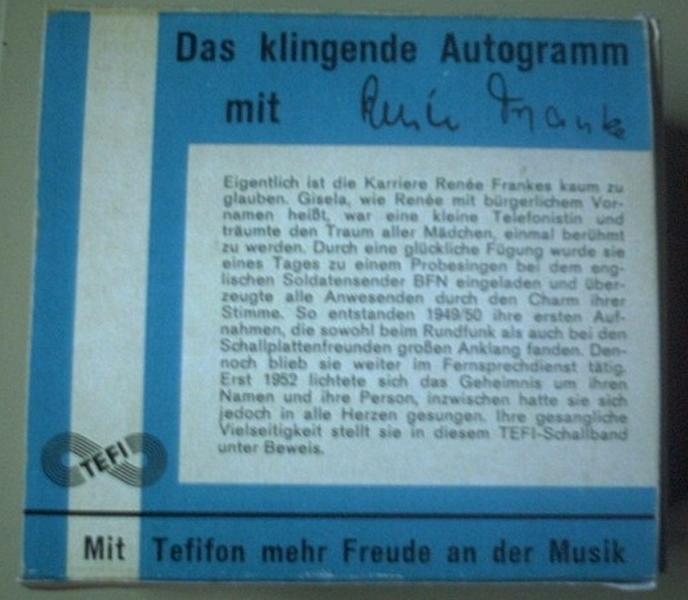 Das klingende Autogramm
mit Renée Franke
Eigentlich ist die Karriere Renée Frankes kaum zu
glauben. Gisela, wie Renée mit bürgerlichem Vor-
namen heißt, war eine kleine Telefonistin und
träumte den Traum aller Mädchen, einmal berühmt
zu werden. Durch eine glückliche Fügung wurde sie
eines Tages zu einem Probesingen bei dem eng-
lischen Soldatensender BFN eingeladen und über-
zeugte alle Anwesenden durch den Charm ihrer
Stimme. So entstanden 1949/50 ihre ersten Auf-
nahmen, die sowohl beim Rundfunk als auch bei den
Schallplattenfreunden großen Anklang fanden. Den-
noch blieb sie weiter im Fernsprechdienst tätig.
Erst 1952 lichtete sich das Geheimnis um ihren
Namen und ihre Person, inzwischen hatte sie sich
jedoch in alle Herzen gesungen. Ihre gesangliche
Vielseitigkeit stellt sie in diesem TEFI-Schallband
unter Beweis.
TEFI
Mit Tefifon mehr Freude an der Musik